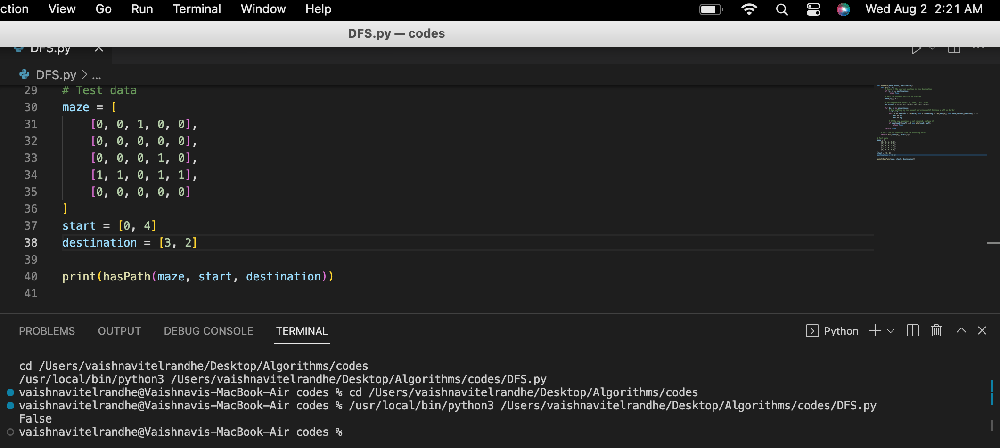 ction View Go Run Terminal Window Help Wed Aug 2 2:21 AM
DFS.py — codes
DFS.py
DFS.py > ...
29 # Test data
30 maze = [
31 [0, 0, 1, 0, 0],
32 [0, 0, 0, 0, 0],
33 [0, 0, 0, 1, 0],
34 [1, 1, 0, 1, 1],
35 [0, 0, 0, 0, 0]
36 ]
37 start = [0, 4]
38 destination = [3, 2]
39
40 print(hasPath(maze, start, destination))
41
PROBLEMS OUTPUT DEBUG CONSOLE TERMINAL Python
cd /Users/vaishnavitelrandhe/Desktop/Algorithms/codes
/usr/local/bin/python3 /Users/vaishnavitelrandhe/Desktop/Algorithms/codes/DFS.py
vaishnavitelrandhe@Vaishnavis-MacBook-Air codes % cd /Users/vaishnavitelrandhe/Desktop/Algorithms/codes
vaishnavitelrandhe@Vaishnavis-MacBook-Air codes % /usr/local/bin/python3 /Users/vaishnavitelrandhe/Desktop/Algorithms/codes/DFS.py
False
vaishnavitelrandhe@Vaishnavis-MacBook-Air codes %